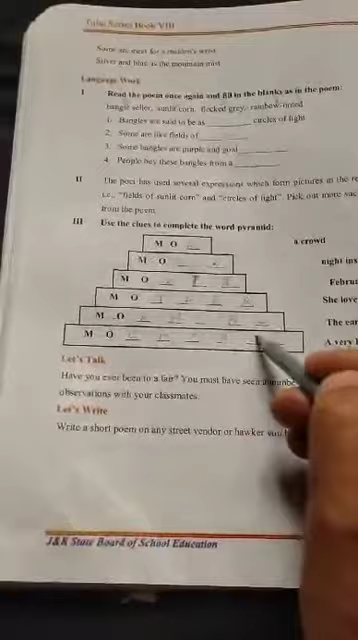 Tulip Series Book VIII
Some are meet for a maiden's wrist,
Silver and blue as the mountain mist
Language Work
I Read the poem once again and fill in the blanks as in the poem:
bangle seller, sunlit corn, flecked grey, rainbow-tinted
1. Bangles are said to be as ________ circles of light
2. Some are like fields of ________
3. Some bangles are purple and gold ________
4. People buy these bangles from a ________
II The poet has used several expressions which form pictures in the
i.e., "fields of sunlit corn" and "circles of light" Pick out more
from the poem.
III Use the clues to complete the word pyramid:
M O
a crowd
M O
night
M O
M O
She love
M O
The
M O
A very
Let's Talk
Have you ever been to a fair? You must have seen
observations with your classmates.
Let's Write
Write a short poem on any street vendor or hawker you
J&K State Board of School Education